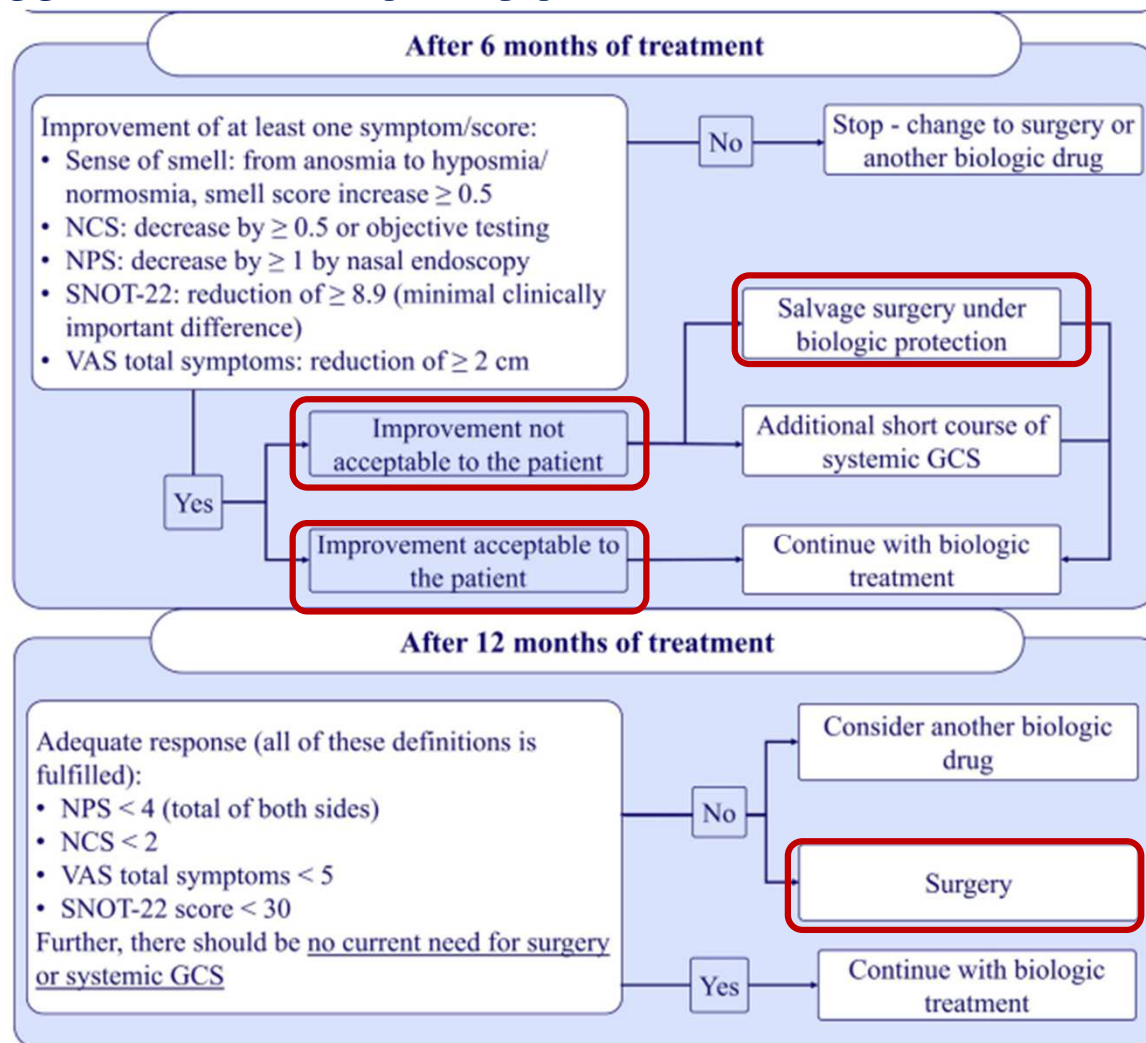 After 6 months of treatment
Improvement of at least one symptom/score:
• Sense of smell: from anosmia to hyposmia/
normosmia, smell score increase ≥ 0.5
• NCS: decrease by ≥ 0.5 or objective testing
• NPS: decrease by ≥ 1 by nasal endoscopy
• SNOT-22: reduction of ≥ 8.9 (minimal clinically
important difference)
• VAS total symptoms: reduction of ≥ 2 cm
No
Stop - change to surgery or
another biologic drug
Yes
Improvement not
acceptable to the patient
Salvage surgery under
biologic protection
Additional short course of
systemic GCS
Improvement acceptable to
the patient
Continue with biologic
treatment
After 12 months of treatment
Adequate response (all of these definitions is
fulfilled):
• NPS < 4 (total of both sides)
• NCS < 2
• VAS total symptoms < 5
• SNOT-22 score < 30
Further, there should be no current need for surgery
or systemic GCS
No
Consider another biologic
drug
Surgery
Yes
Continue with biologic
treatment